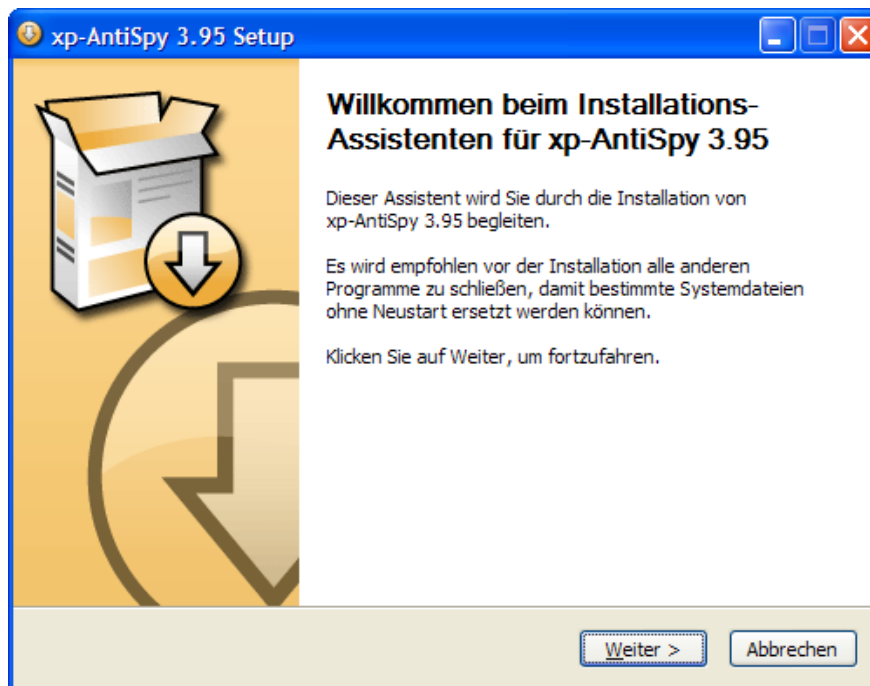 xp-AntiSpy 3.95 Setup
Willkommen beim Installations-
Assistenten für xp-AntiSpy 3.95
Dieser Assistent wird Sie durch die Installation von
xp-AntiSpy 3.95 begleiten.
Es wird empfohlen vor der Installation alle anderen
Programme zu schließen, damit bestimmte Systemdateien
ohne Neustart ersetzt werden können.
Klicken Sie auf Weiter, um fortzufahren.
Weiter >
Abbrechen